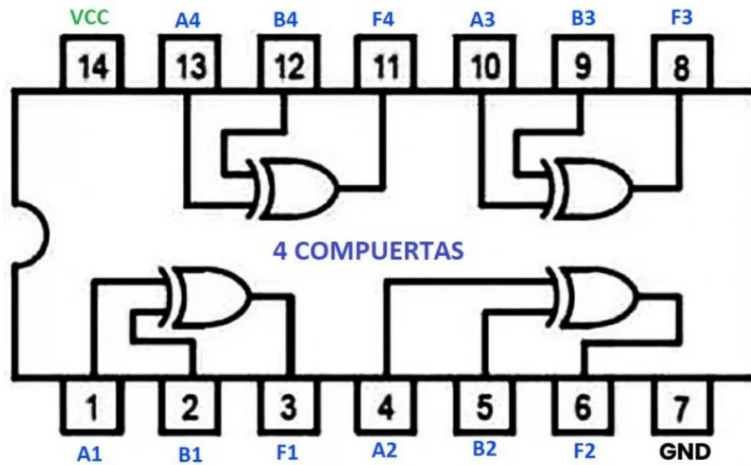 VCC A4 B4 F4 A3 B3 F3
14 13 12 11 10 9 8
4 COMPUERTAS
1 2 3 4 5 6 7
A1 B1 F1 A2 B2 F2 GND